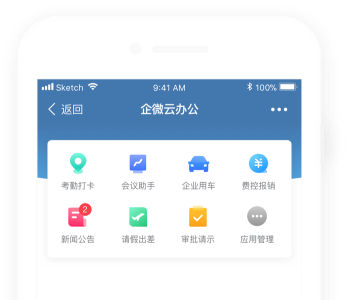 Sketch 9:41 AM 100%
返回 企微云办公
考勤打卡 会议助手 企业用车 费控报销
2
新闻公告 请假出差 审批请示 应用管理